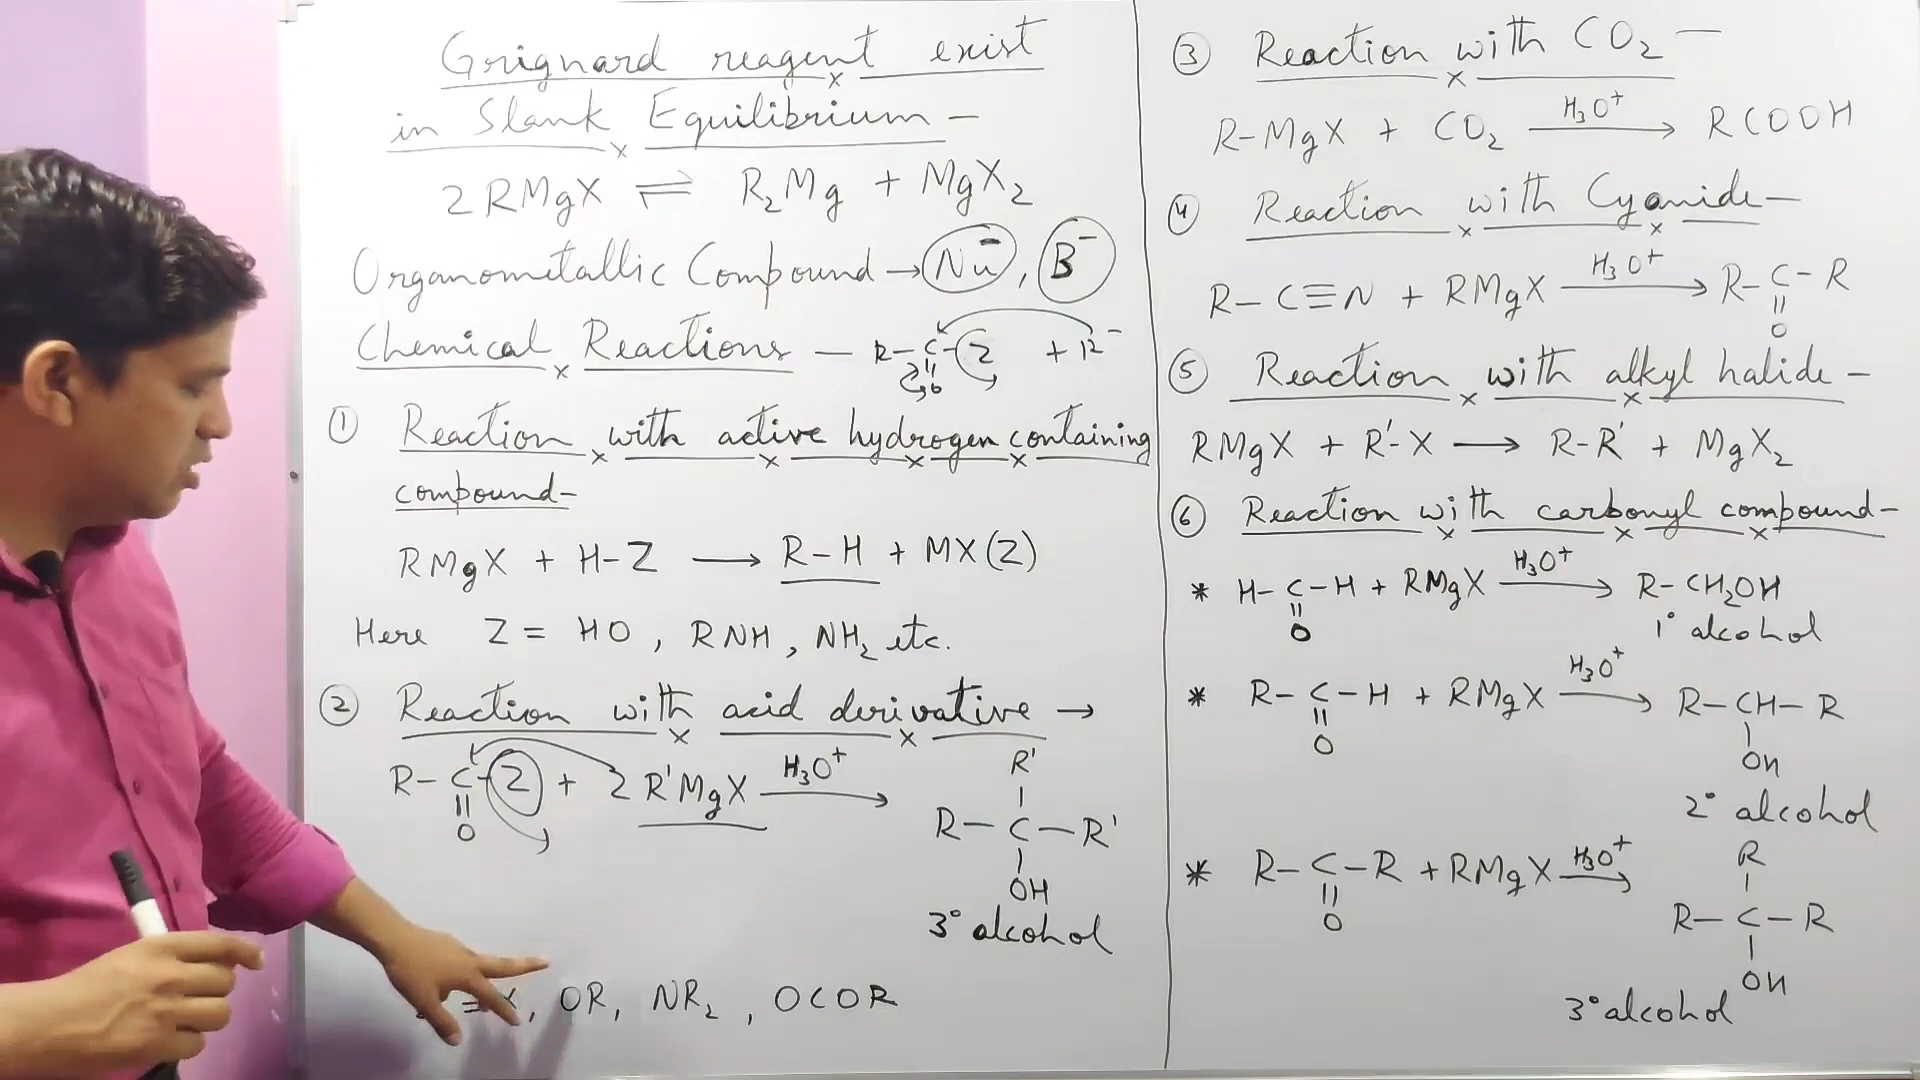 Grignard reagent exist
in Slank Equilibrium -
2 RMgX ⇌ R₂Mg + MgX₂
Organometallic Compound → Nu⁻, B⁻
Chemical Reactions — R-C-Z + R⁻
O
① Reaction with active hydrogen containing
compound-
RMgX + H-Z ⟶ R-H + MX(Z)
Here Z = HO, RNH, NH₂ etc.
② Reaction with acid derivative →
R-C-Z + 2 R'MgX H₃O⁺ ⟶
O
R'
R-C-R'
OH
3° alcohol
= X, OR, NR₂, OCOR
③ Reaction with CO₂ —
R-MgX + CO₂ H₃O⁺ ⟶ RCOOH
④ Reaction with Cyanide-
R-C≡N + RMgX H₃O⁺ ⟶ R-C-R
O
⑤ Reaction with alkyl halide -
RMgX + R'-X ⟶ R-R' + MgX₂
⑥ Reaction with carbonyl compound-
* H-C-H + RMgX H₃O⁺ ⟶ R-CH₂OH
O
1° alcohol
* R-C-H + RMgX H₃O⁺ ⟶ R-CH-R
O
OH
2° alcohol
* R-C-R + RMgX H₃O⁺ ⟶
O
R
R-C-R
OH
3° alcohol